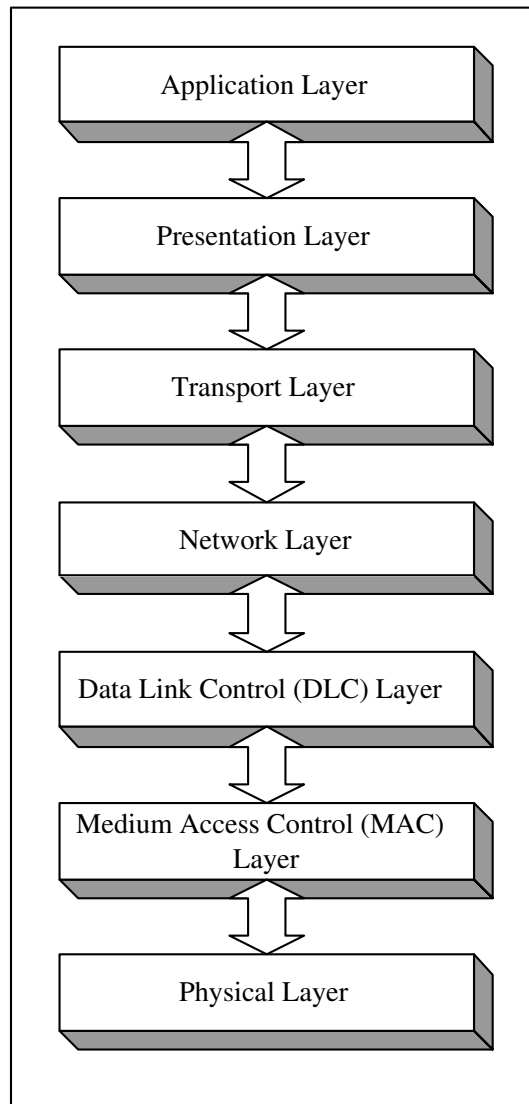 Application Layer
Presentation Layer
Transport Layer
Network Layer
Data Link Control (DLC) Layer
Medium Access Control (MAC)
Layer
Physical Layer